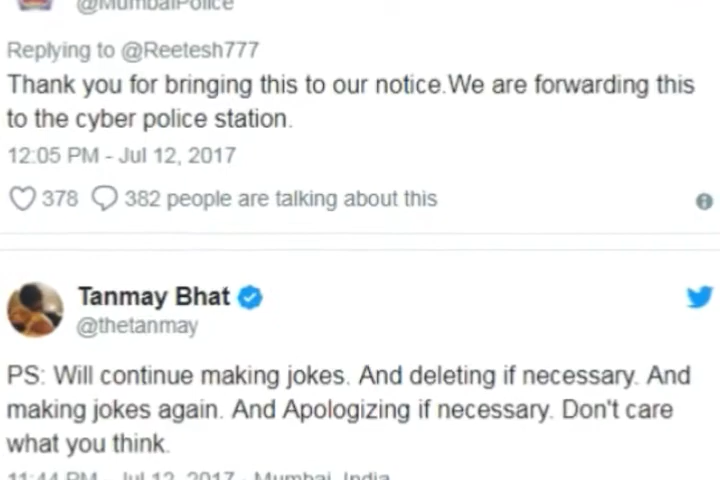 @MumbaiPolice
Replying to @Reetesh777
Thank you for bringing this to our notice.We are forwarding this
to the cyber police station.
12:05 PM - Jul 12, 2017
378 382 people are talking about this
Tanmay Bhat
@thetanmay
PS: Will continue making jokes. And deleting if necessary. And
making jokes again. And Apologizing if necessary. Don't care
what you think.
11:44 PM - Jul 12, 2017 - Mumbai, India